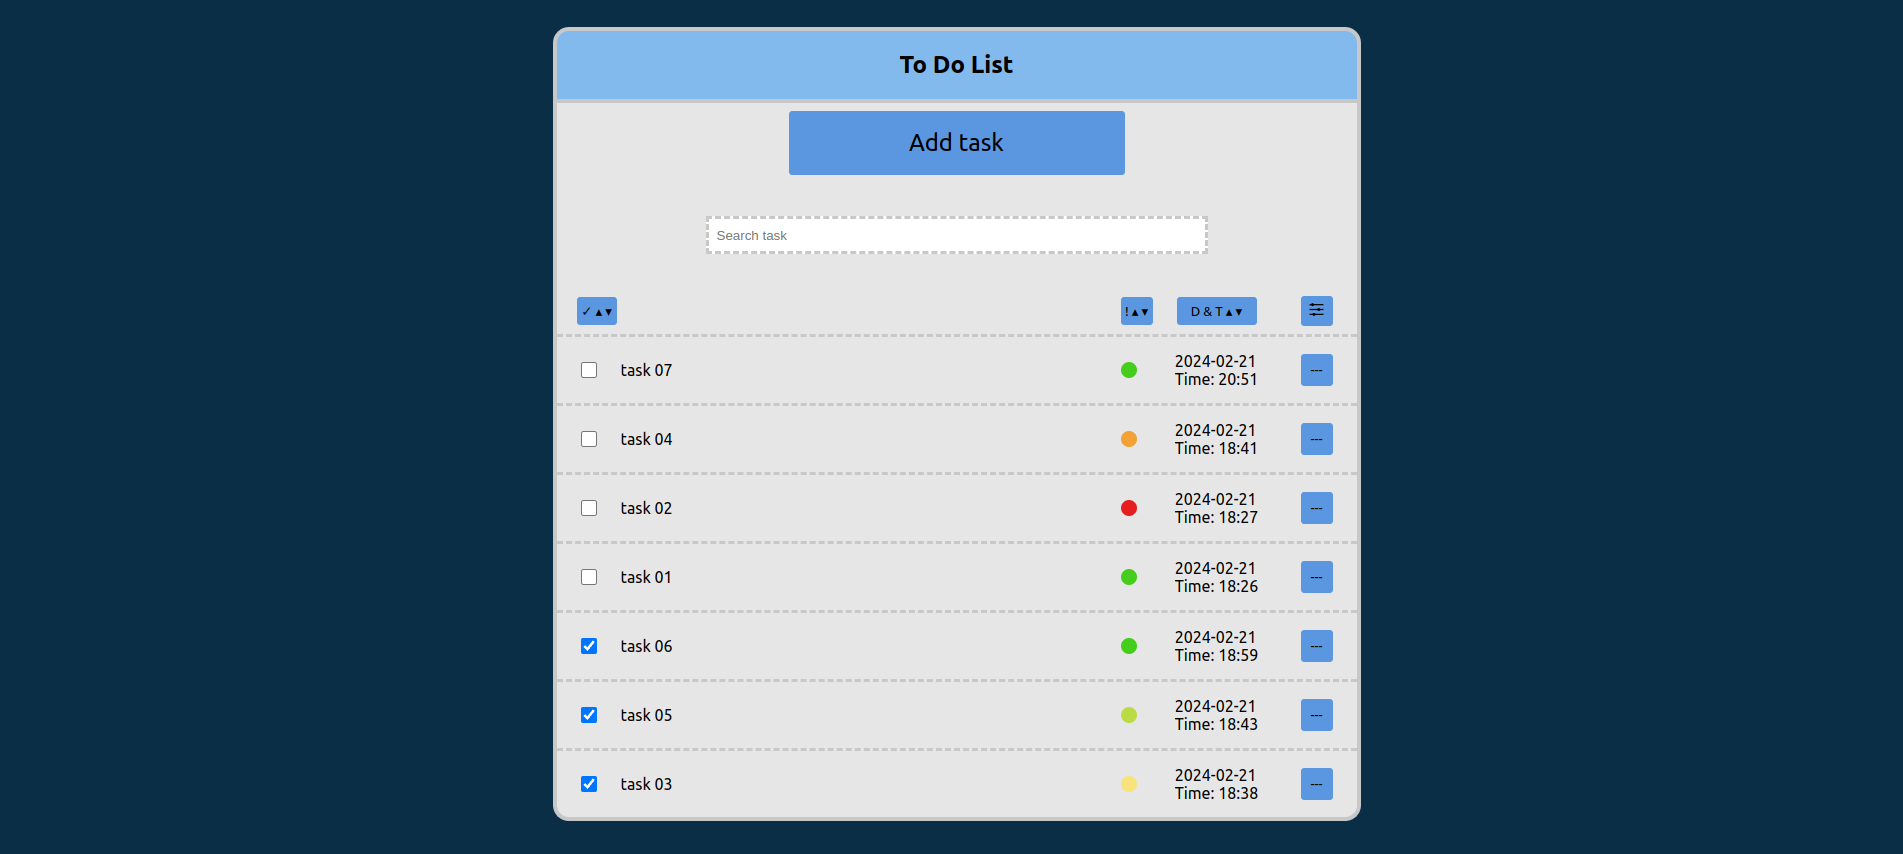 To Do List
Add task
Search task
✓ ▲▼ !▲▼ D & T▲▼
task 07 2024-02-21
Time: 20:51 ---
task 04 2024-02-21
Time: 18:41 ---
task 02 2024-02-21
Time: 18:27 ---
task 01 2024-02-21
Time: 18:26 ---
task 06 2024-02-21
Time: 18:59 ---
task 05 2024-02-21
Time: 18:43 ---
task 03 2024-02-21
Time: 18:38 ---